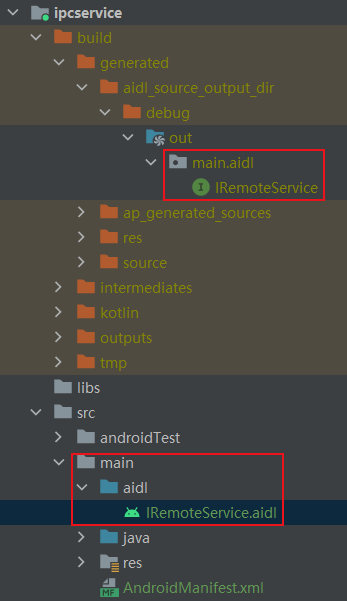 ipcservice
build
generated
aidl_source_output_dir
debug
out
main.aidl
I IRemoteService
ap_generated_sources
res
source
intermediates
kotlin
outputs
tmp
libs
src
androidTest
main
aidl
IRemoteService.aidl
java
res
MF AndroidManifest.xml